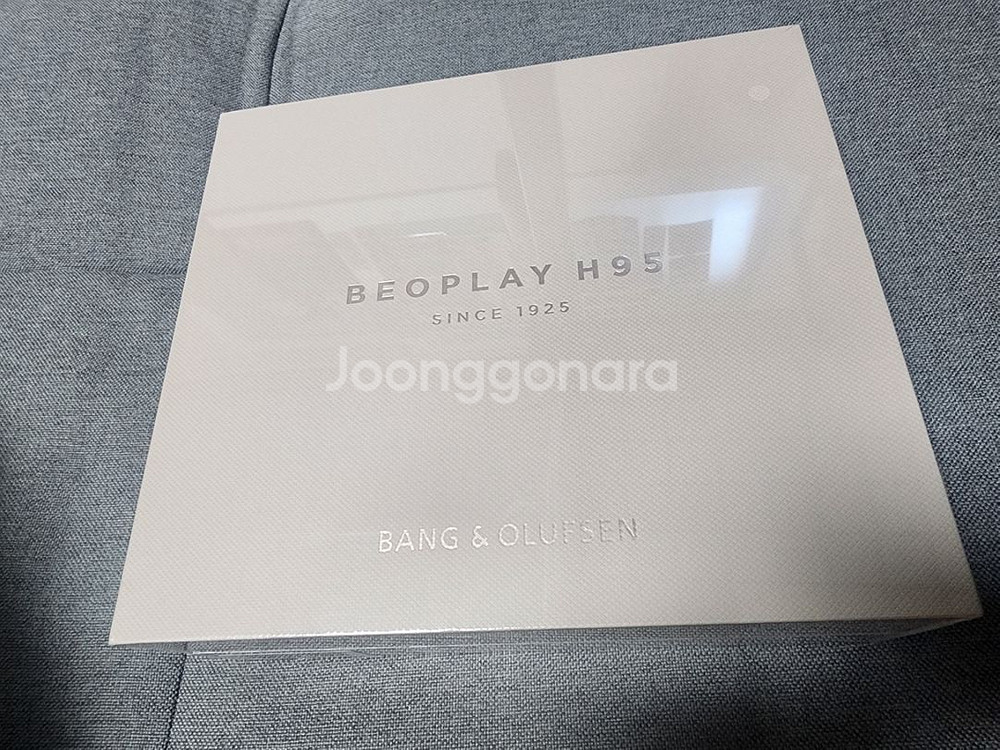 BEOPLAY H95
SINCE 1925
Joonggonara
BANG & OLUFSEN